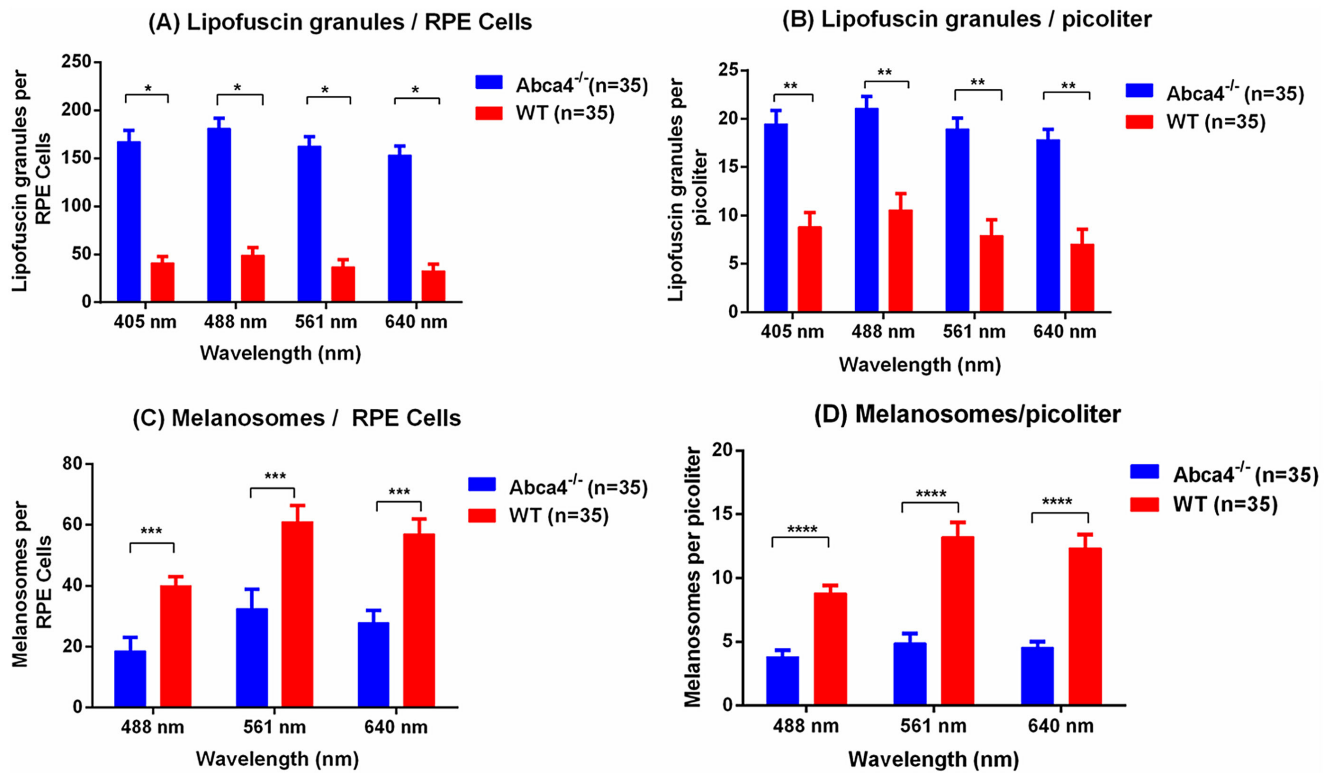 (A) Lipofuscin granules / RPE Cells
Lipofuscin granules per
RPE Cells
250
200
150
100
50
0
* * * *
Abca4-/- (n=35)
WT (n=35)
405 nm 488 nm 561 nm 640 nm
Wavelength (nm)
(B) Lipofuscin granules / picoliter
Lipofuscin granules per
picoliter
25
20
15
10
5
0
** ** ** **
Abca4-/- (n=35)
WT (n=35)
405 nm 488 nm 561 nm 640 nm
Wavelength (nm)
(C) Melanosomes / RPE Cells
Melanosomes per
RPE Cells
80
60
40
20
0
*** *** ***
Abca4-/- (n=35)
WT (n=35)
488 nm 561 nm 640 nm
Wavelength (nm)
(D) Melanosomes/picoliter
Melanosomes per picoliter
20
15
10
5
0
**** **** ****
Abca4-/- (n=35)
WT (n=35)
488 nm 561 nm 640 nm
Wavelength (nm)